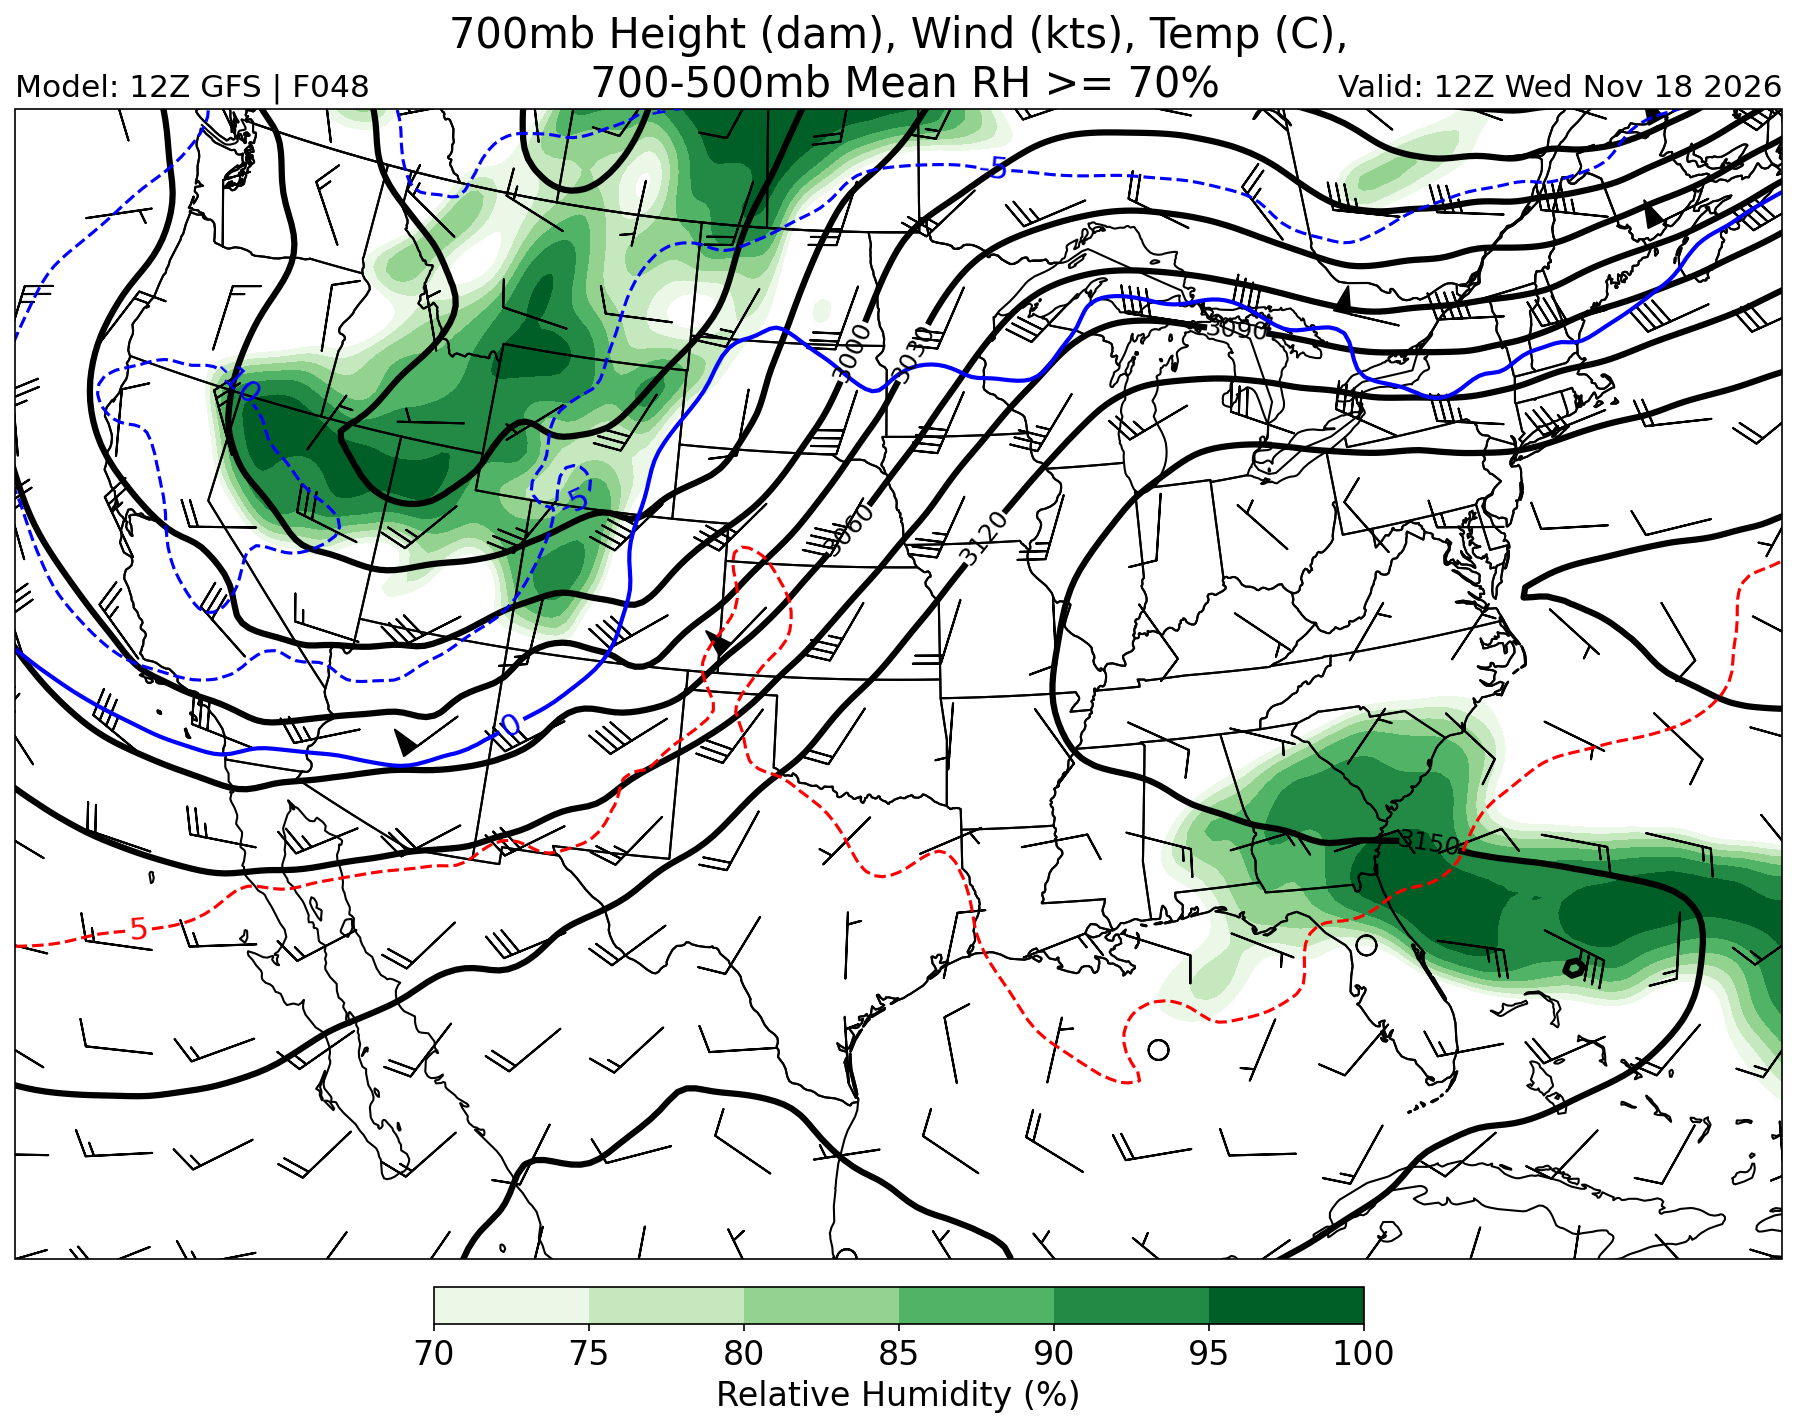 700mb Height (dam), Wind (kts), Temp (C),
700-500mb Mean RH >= 70%
Model: 12Z GFS | F048
Valid: 12Z Wed Nov 18 2026
5
3090
3000
3030
5
3060
3120
0
3150
5
70 75 80 85 90 95 100
Relative Humidity (%)